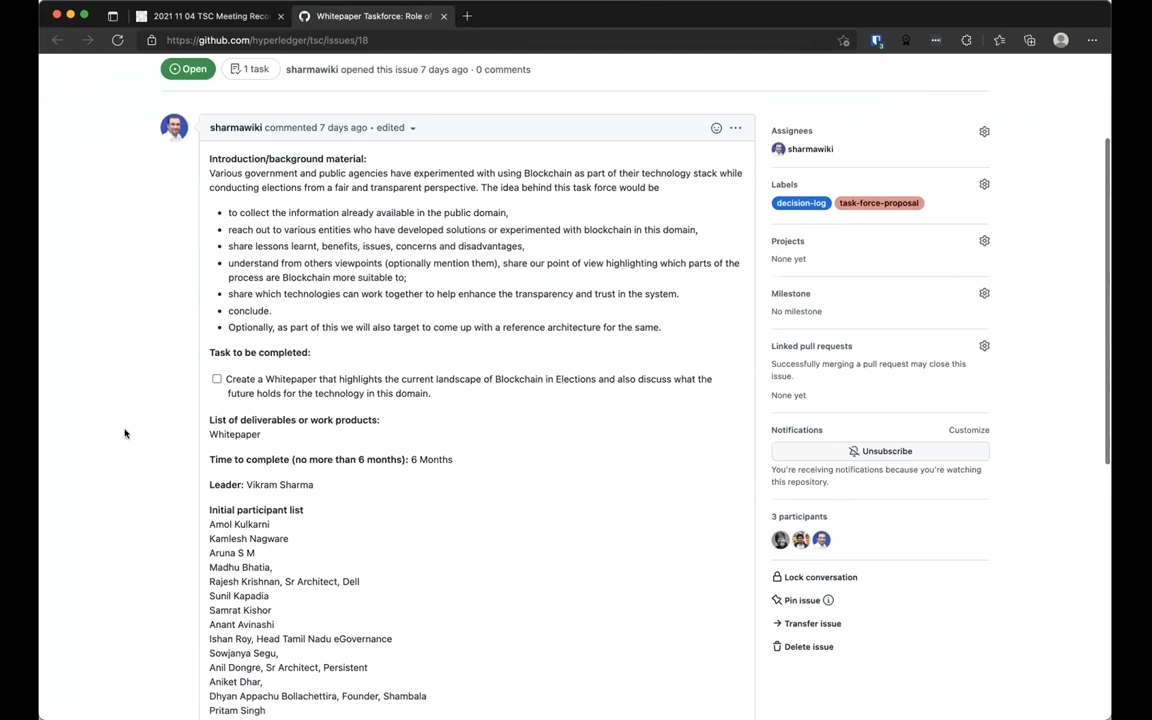 2021 11 04 TSC Meeting Reco
Whitepaper Taskforce: Role of
https://github.com/hyperledger/tsc/issues/18
3
Open
1 task
sharmawiki opened this issue 7 days ago · 0 comments
sharmawiki commented 7 days ago • edited
Introduction/background material:
Various government and public agencies have experimented with using Blockchain as part of their technology stack while
conducting elections from a fair and transparent perspective. The idea behind this task force would be
• to collect the information already available in the public domain,
• reach out to various entities who have developed solutions or experimented with blockchain in this domain,
• share lessons learnt, benefits, issues, concerns and disadvantages,
• understand from others viewpoints (optionally mention them), share our point of view highlighting which parts of the
process are Blockchain more suitable to;
• share which technologies can work together to help enhance the transparency and trust in the system.
• conclude.
• Optionally, as part of this we will also target to come up with a reference architecture for the same.
Task to be completed:
Create a Whitepaper that highlights the current landscape of Blockchain in Elections and also discuss what the
future holds for the technology in this domain.
List of deliverables or work products:
Whitepaper
Time to complete (no more than 6 months): 6 Months
Leader: Vikram Sharma
Initial participant list
Amol Kulkarni
Kamlesh Nagware
Aruna S M
Madhu Bhatia,
Rajesh Krishnan, Sr Architect, Dell
Sunil Kapadia
Samrat Kishor
Anant Avinashi
Ishan Roy, Head Tamil Nadu eGovernance
Sowjanya Segu,
Anil Dongre, Sr Architect, Persistent
Aniket Dhar,
Dhyan Appachu Bollachettira, Founder, Shambala
Pritam Singh
Assignees
sharmawiki
Labels
decision-log
task-force-proposal
Projects
None yet
Milestone
No milestone
Linked pull requests
Successfully merging a pull request may close this
issue.
None yet
Notifications
Customize
Unsubscribe
You're receiving notifications because you're watching
this repository.
3 participants
Lock conversation
Pin issue
Transfer issue
Delete issue